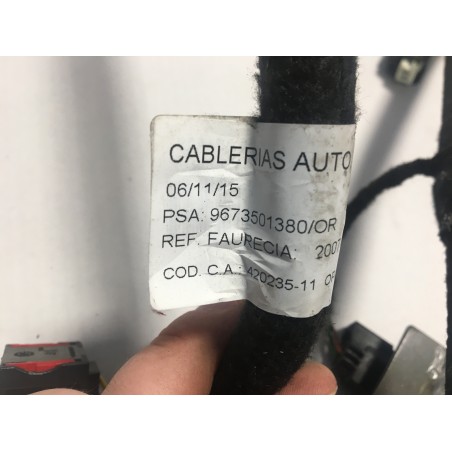 CABLERIAS AUTO
06/11/15
PSA: 9673501380/OR
REF. FAURECIA: 2007
COD. C.A.: 420235-11